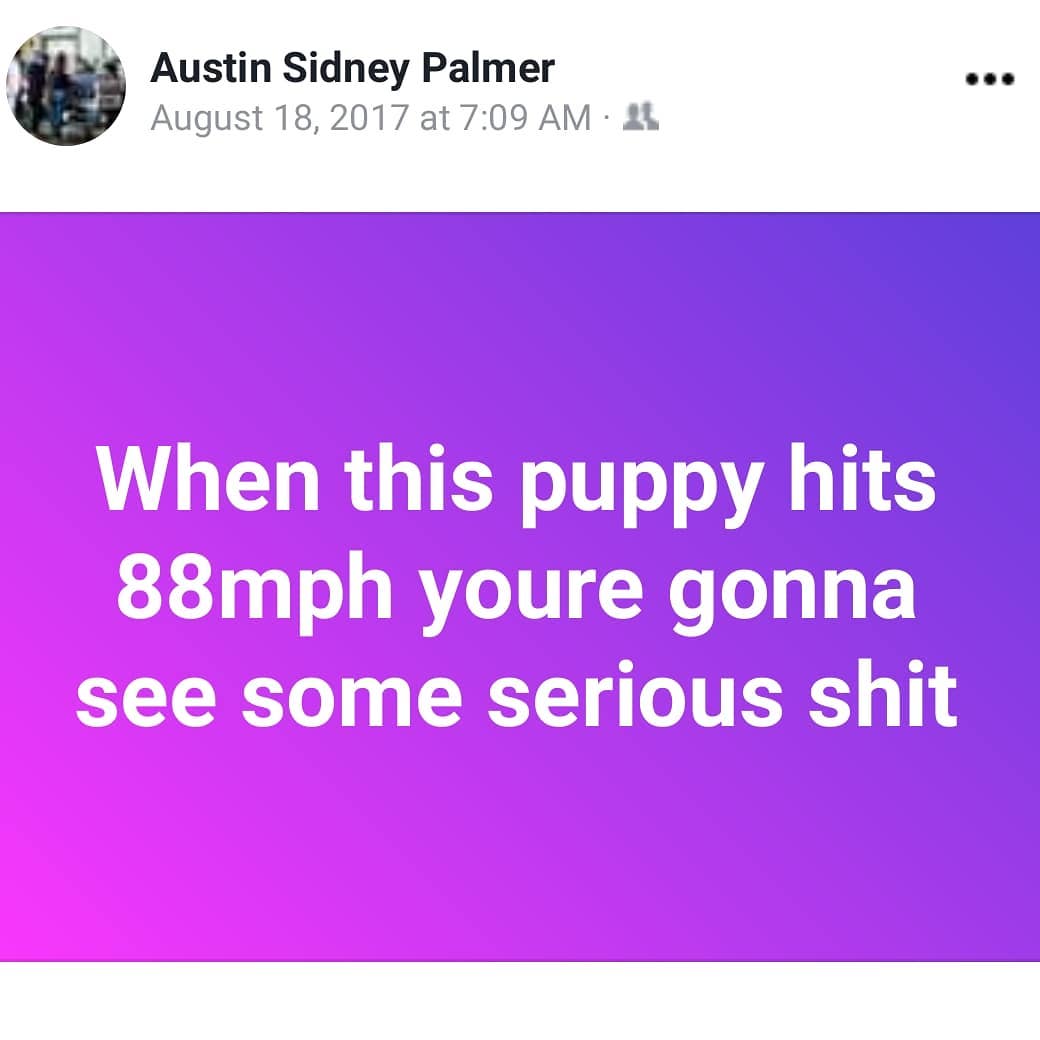 Austin Sidney Palmer
August 18, 2017 at 7:09 AM ·
When this puppy hits
88mph youre gonna
see some serious shit